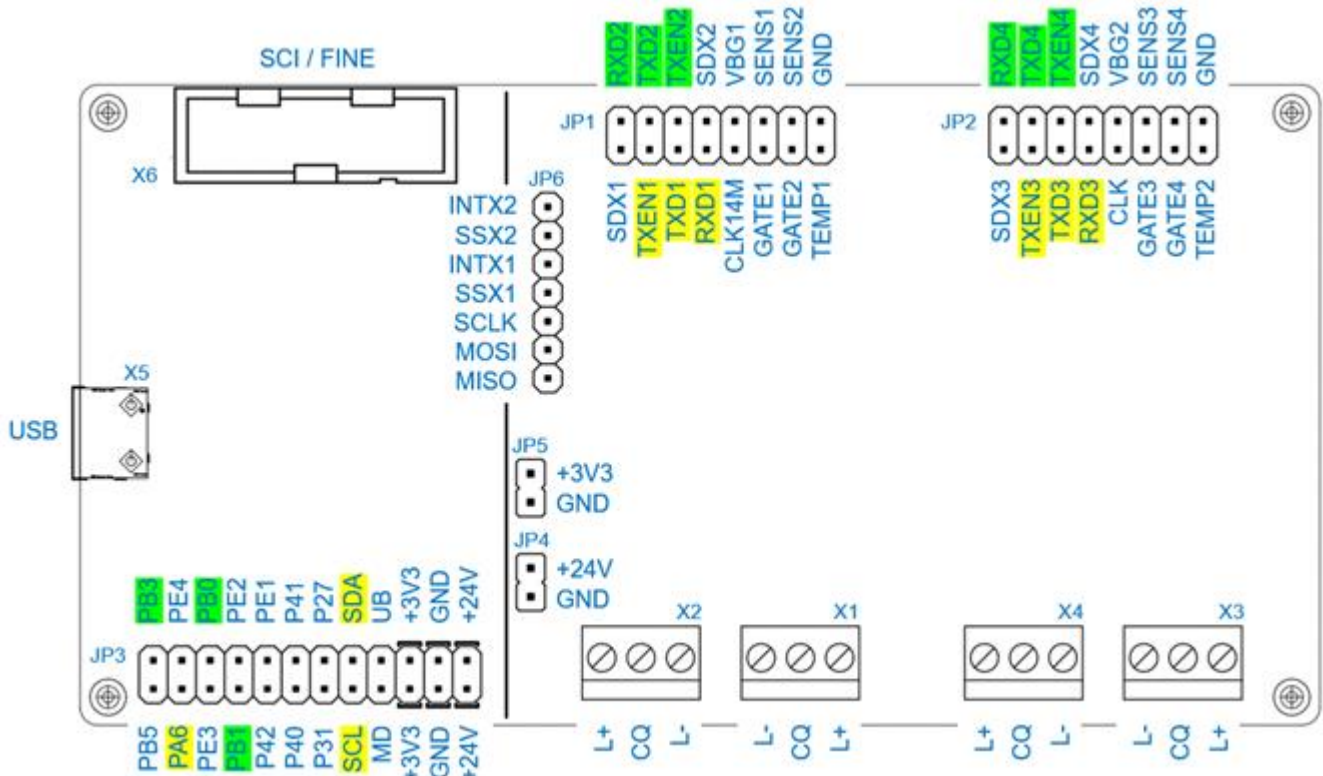 SCI / FINE
X6
RXD2 TXD2 TXEN2 SDX2 VBG1 SENS1 SENS2 GND
JP1
SDX1 TXEN1 TXD1 RXD1 CLK14M GATE1 GATE2 TEMP1
RXD4 TXD4 TXEN4 SDX4 VBG2 SENS3 SENS4 GND
JP2
SDX3 TXEN3 TXD3 RXD3 CLK GATE3 GATE4 TEMP2
JP6
INTX2
SSX2
INTX1
SSX1
SCLK
MOSI
MISO
X5
USB
JP5
+3V3
GND
JP4
+24V
GND
PB3 PE4 PB0 PE2 PE1 P41 P27 SDA UB +3V3 GND +24V
JP3
PB5 PA6 PE3 PB1 P42 P40 P31 SCL MD +3V3 GND +24V
X2
L+ CQ L-
X1
L- CQ L+
X4
L+ CQ L-
X3
L- CQ L+